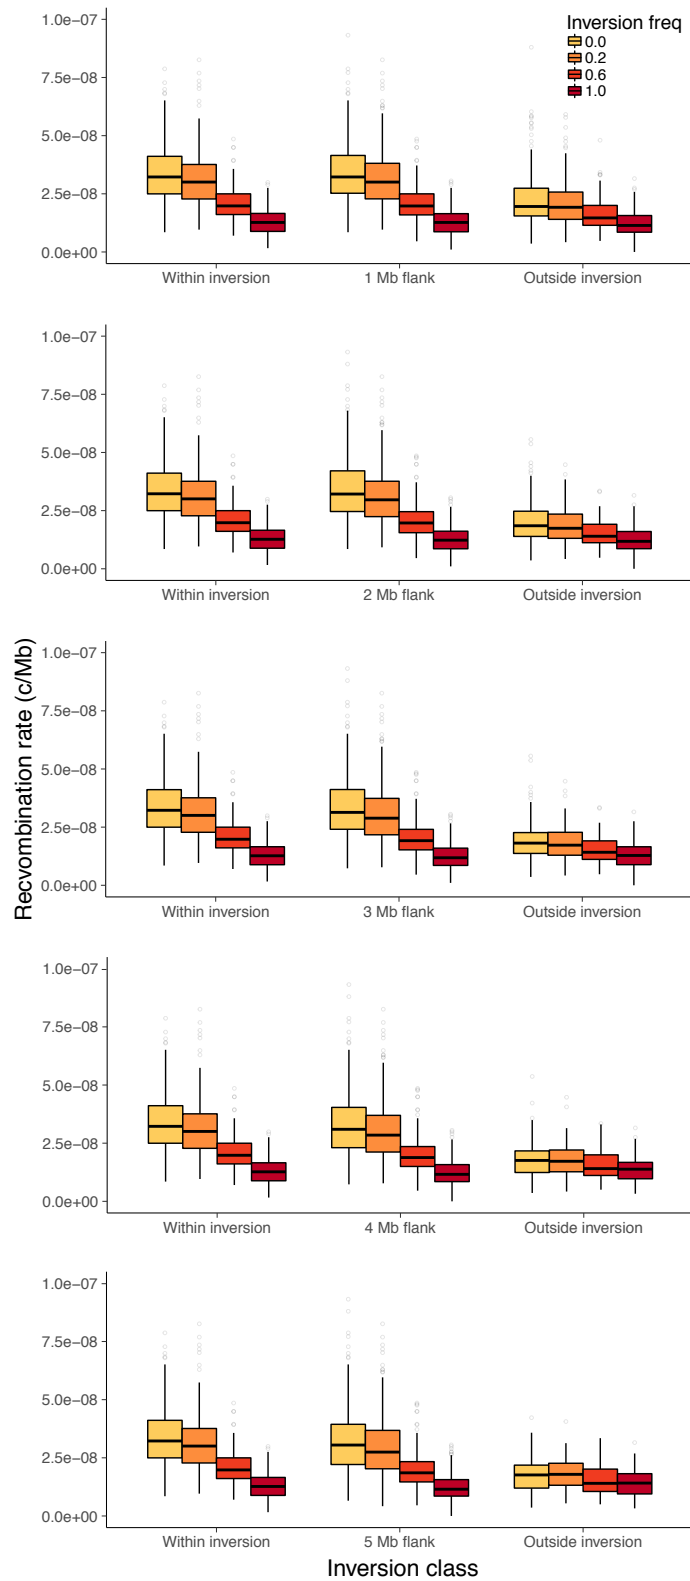 Inversion freq
0.0
0.2
0.6
1.0
1.0e−07
7.5e−08
5.0e−08
2.5e−08
0.0e+00
Within inversion 1 Mb flank Outside inversion
1.0e−07
7.5e−08
5.0e−08
2.5e−08
0.0e+00
Within inversion 2 Mb flank Outside inversion
Recvombination rate (c/Mb)
1.0e−07
7.5e−08
5.0e−08
2.5e−08
0.0e+00
Within inversion 3 Mb flank Outside inversion
1.0e−07
7.5e−08
5.0e−08
2.5e−08
0.0e+00
Within inversion 4 Mb flank Outside inversion
1.0e−07
7.5e−08
5.0e−08
2.5e−08
0.0e+00
Within inversion 5 Mb flank Outside inversion
Inversion class